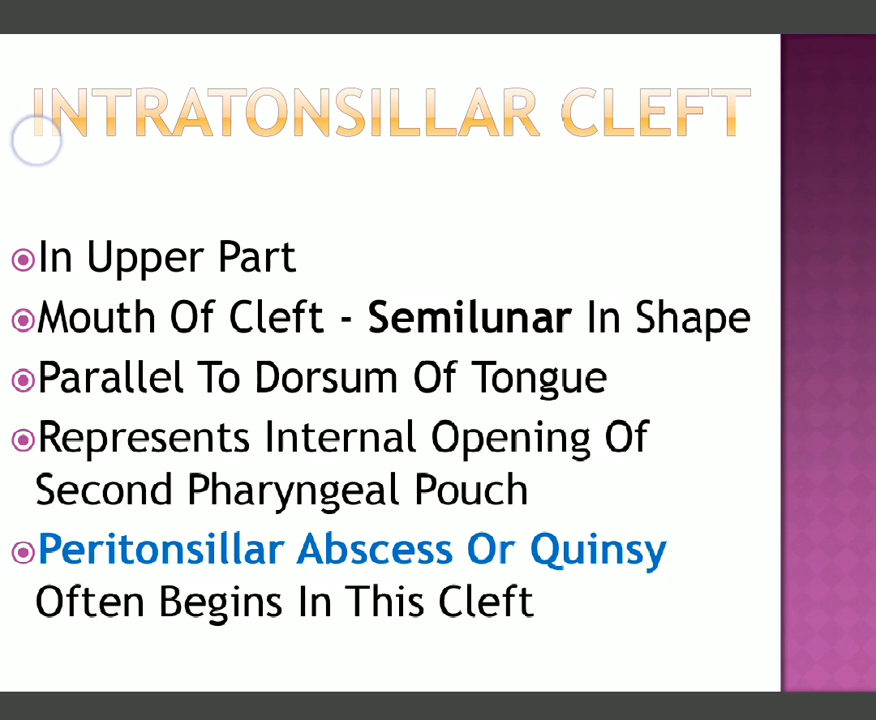 INTRATONSILLAR CLEFT
In Upper Part
Mouth Of Cleft - Semilunar In Shape
Parallel To Dorsum Of Tongue
Represents Internal Opening Of
Second Pharyngeal Pouch
Peritonsillar Abscess Or Quinsy
Often Begins In This Cleft